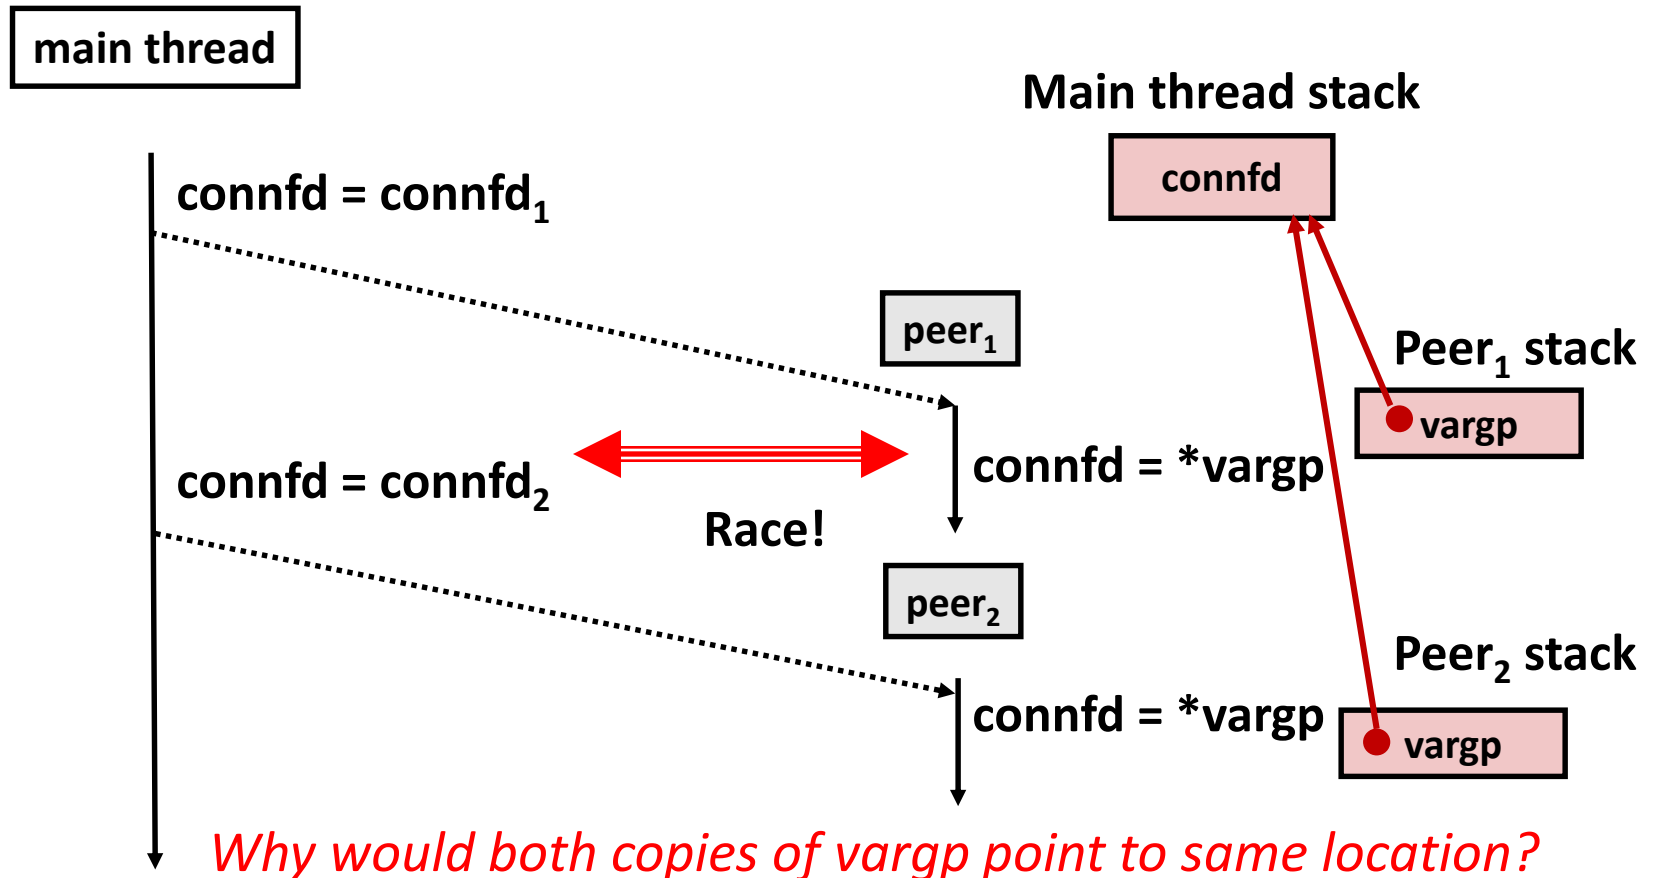 main thread
Main thread stack
connfd
connfd = connfd₁
peer₁
Peer₁ stack
vargp
connfd = *vargp
connfd = connfd₂
Race!
peer₂
Peer₂ stack
connfd = *vargp
vargp
Why would both copies of vargp point to same location?